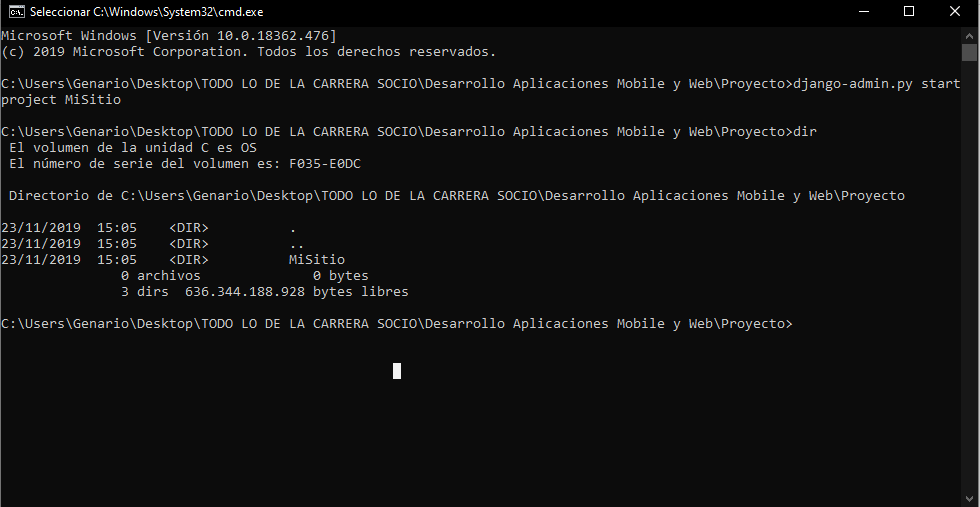 Seleccionar C:\Windows\System32\cmd.exe
Microsoft Windows [Versión 10.0.18362.476]
(c) 2019 Microsoft Corporation. Todos los derechos reservados.
C:\Users\Genario\Desktop\TODO LO DE LA CARRERA SOCIO\Desarrollo Aplicaciones Mobile y Web\Proyecto>django-admin.py start
project MiSitio
C:\Users\Genario\Desktop\TODO LO DE LA CARRERA SOCIO\Desarrollo Aplicaciones Mobile y Web\Proyecto>dir
El volumen de la unidad C es OS
El número de serie del volumen es: F035-E0DC
Directorio de C:\Users\Genario\Desktop\TODO LO DE LA CARRERA SOCIO\Desarrollo Aplicaciones Mobile y Web\Proyecto
23/11/2019  15:05    <DIR>          .
23/11/2019  15:05    <DIR>          ..
23/11/2019  15:05    <DIR>          MiSitio
0 archivos              0 bytes
3 dirs  636.344.188.928 bytes libres
C:\Users\Genario\Desktop\TODO LO DE LA CARRERA SOCIO\Desarrollo Aplicaciones Mobile y Web\Proyecto>